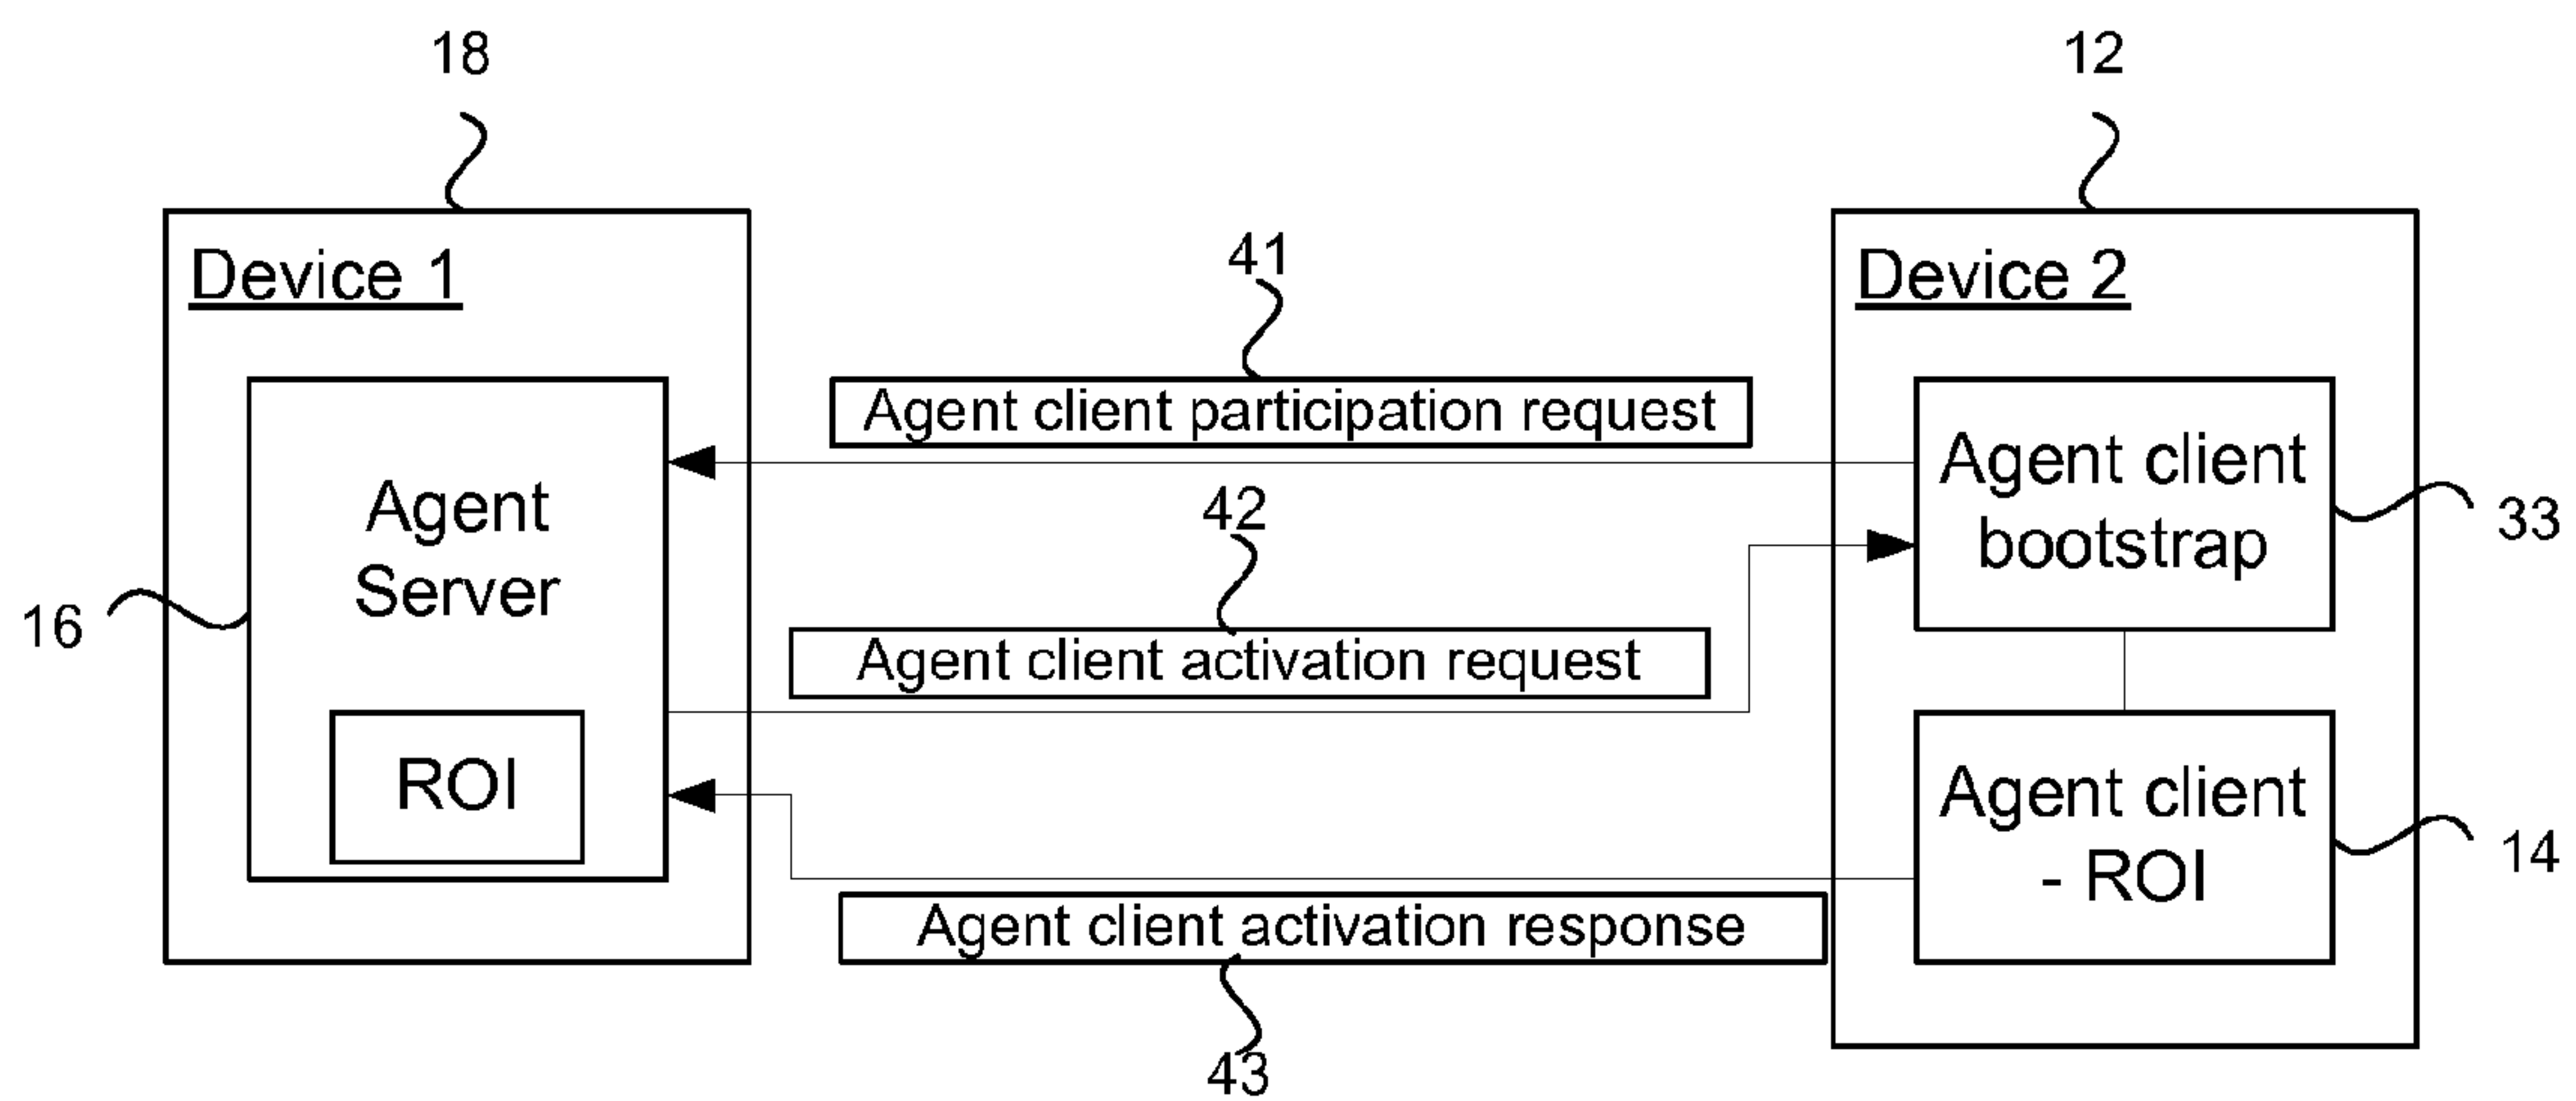 18
12
Device 1
41
Device 2
Agent client participation request
Agent client
bootstrap
33
Agent
Server
42
16
Agent client activation request
ROI
Agent client
- ROI
14
Agent client activation response
43